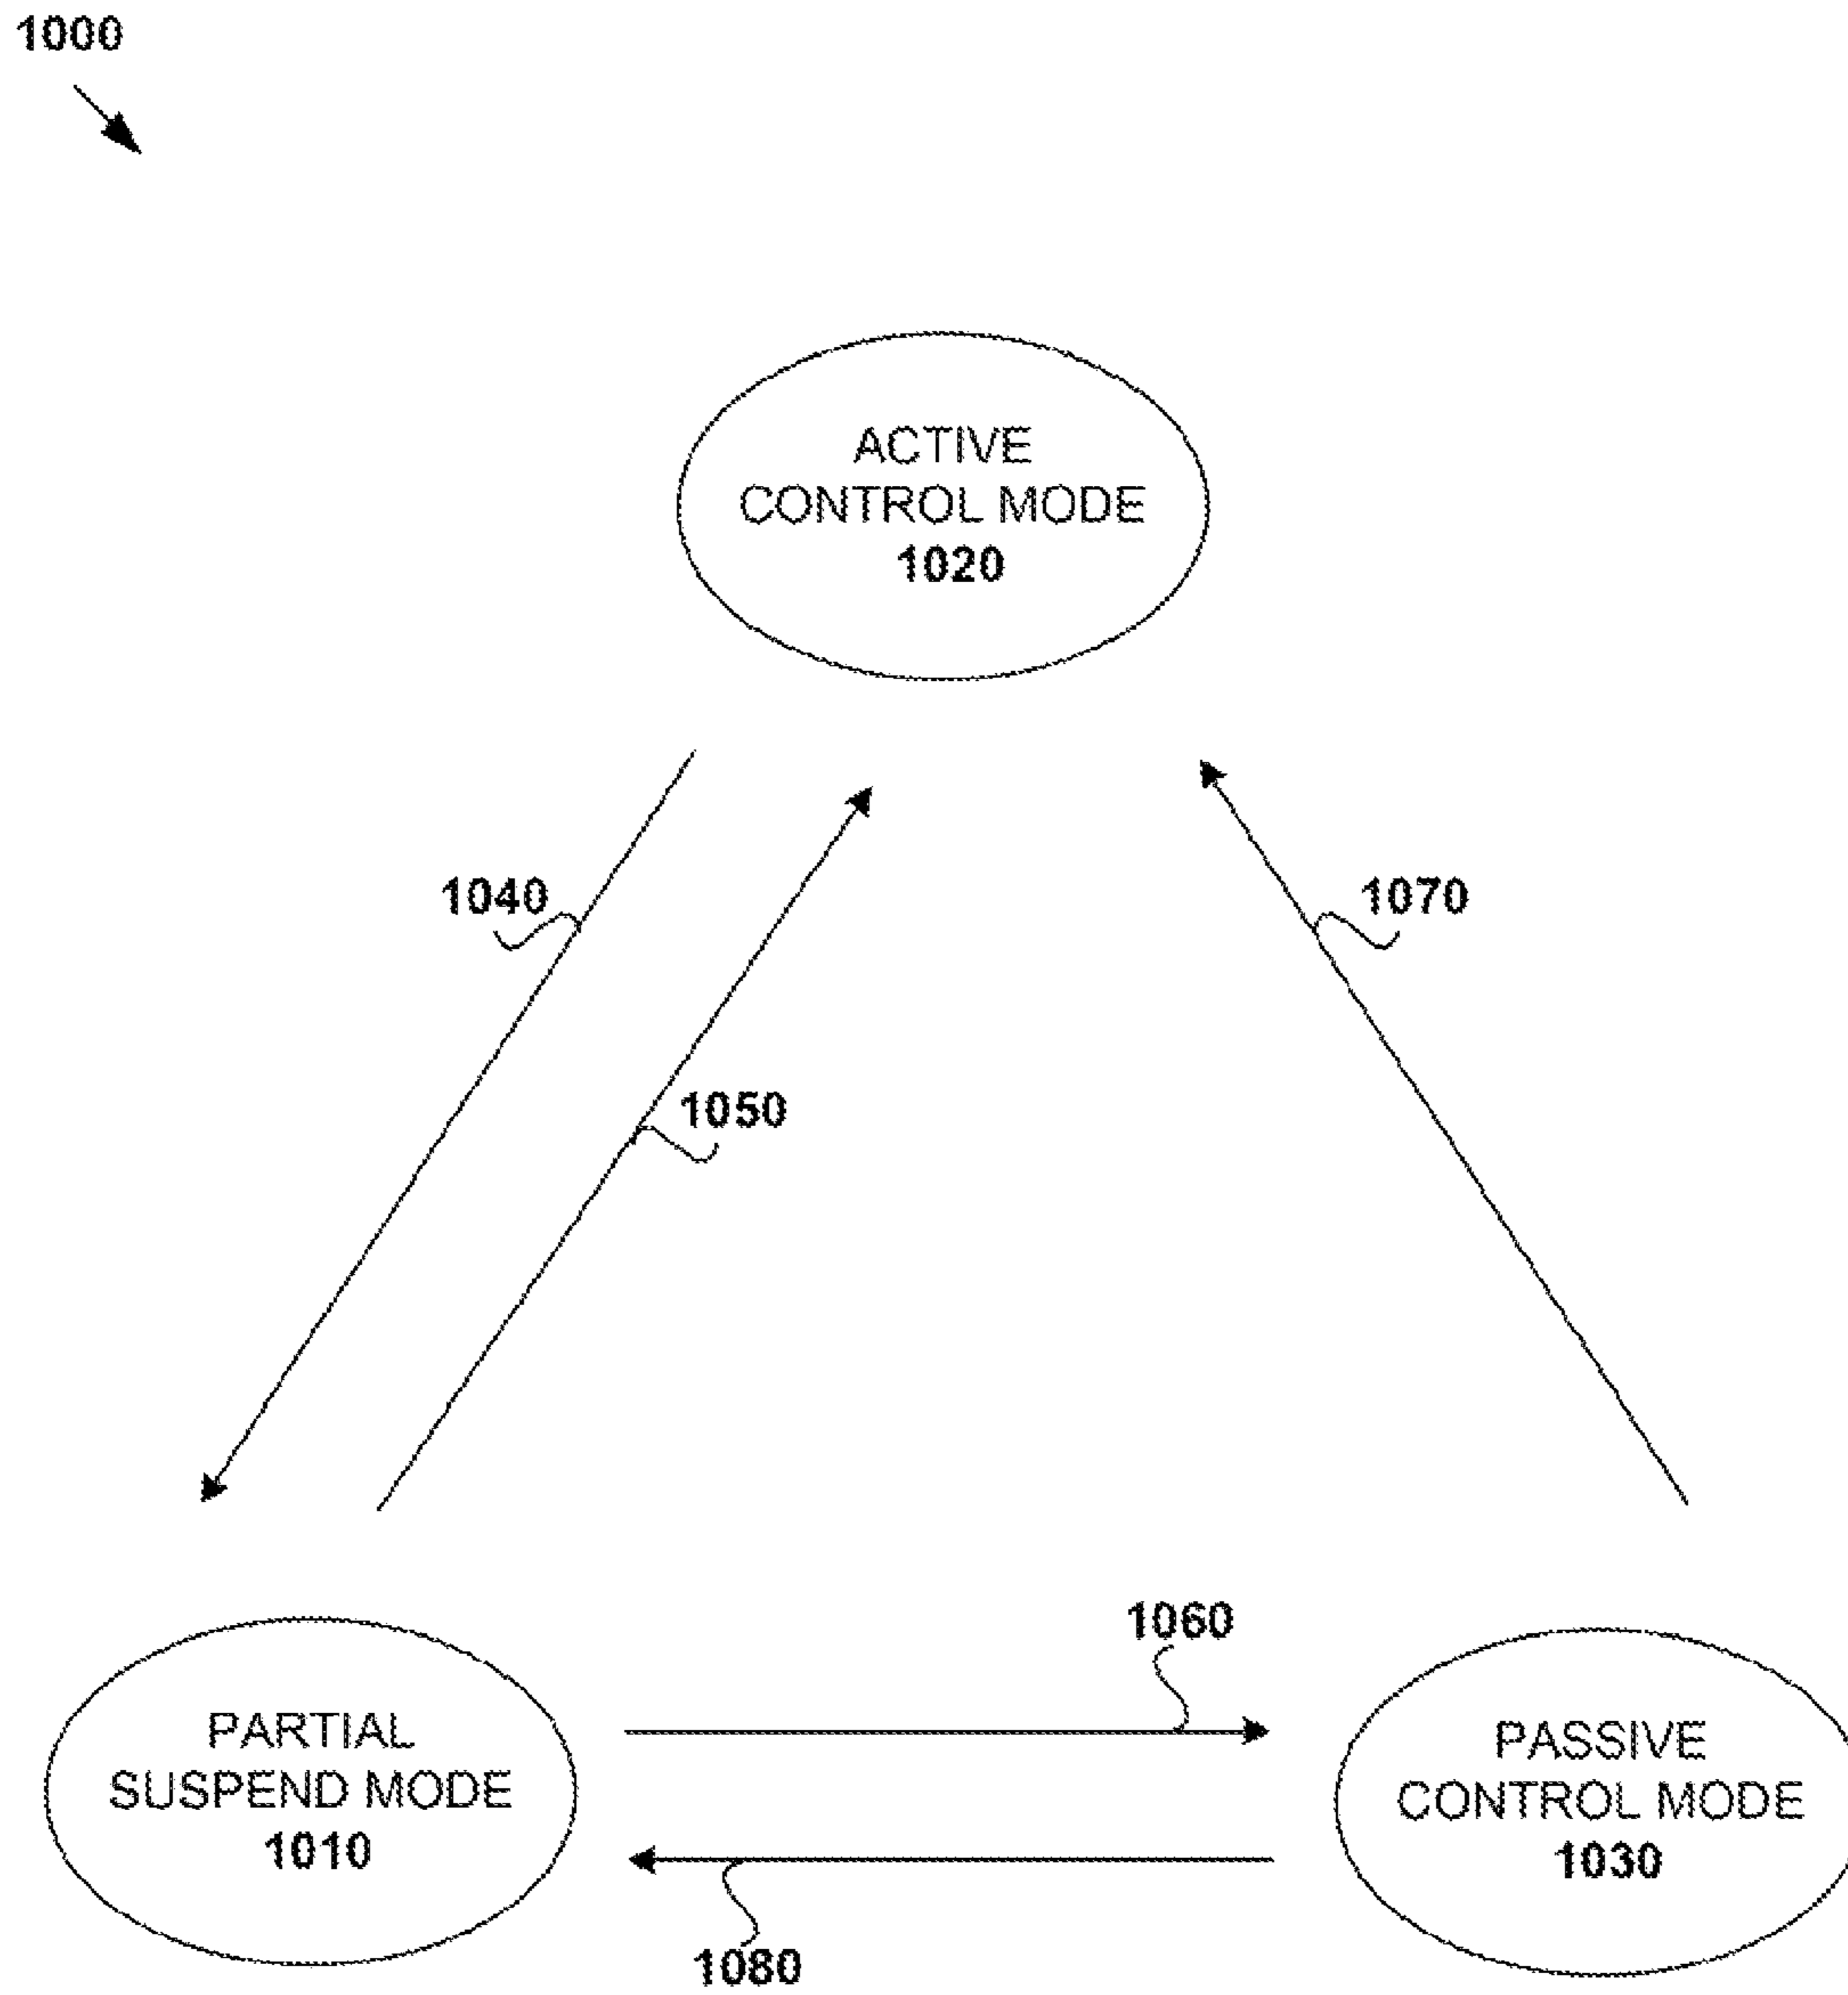 1000
ACTIVE
CONTROL MODE
1020
1040
1070
1050
1060
PARTIAL
SUSPEND MODE
1010
PASSIVE
CONTROL MODE
1030
1080